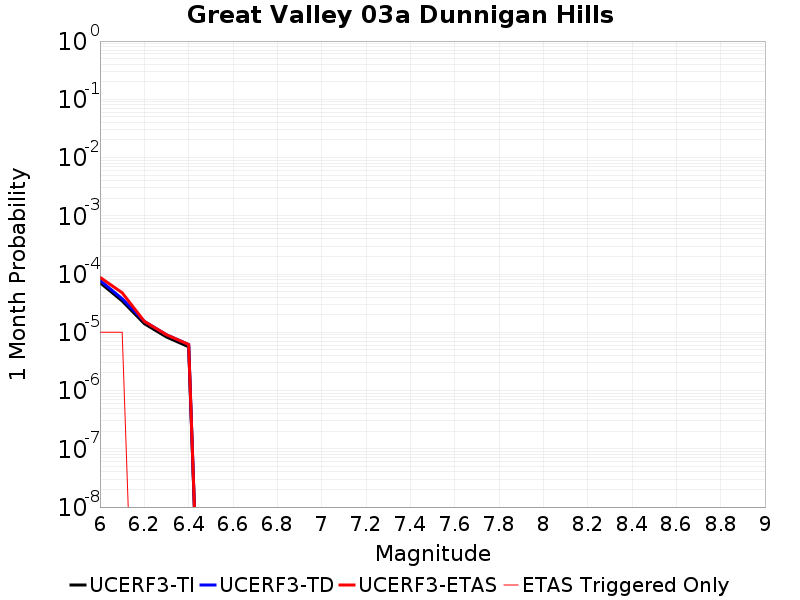 Great Valley 03a Dunnigan Hills
1 Month Probability
10^0
10^-1
10^-2
10^-3
10^-4
10^-5
10^-6
10^-7
10^-8
6 6.2 6.4 6.6 6.8 7 7.2 7.4 7.6 7.8 8 8.2 8.4 8.6 8.8 9
Magnitude
UCERF3-TI UCERF3-TD UCERF3-ETAS ETAS Triggered Only